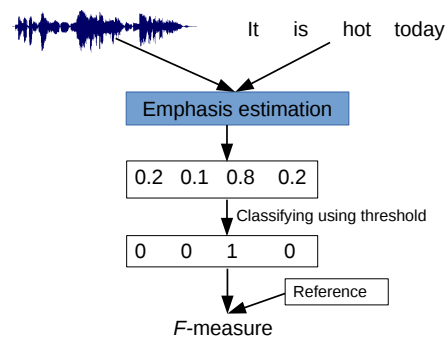 It is hot today
Emphasis estimation
0.2 0.1 0.8 0.2
Classifying using threshold
0 0 1 0
Reference
F-measure